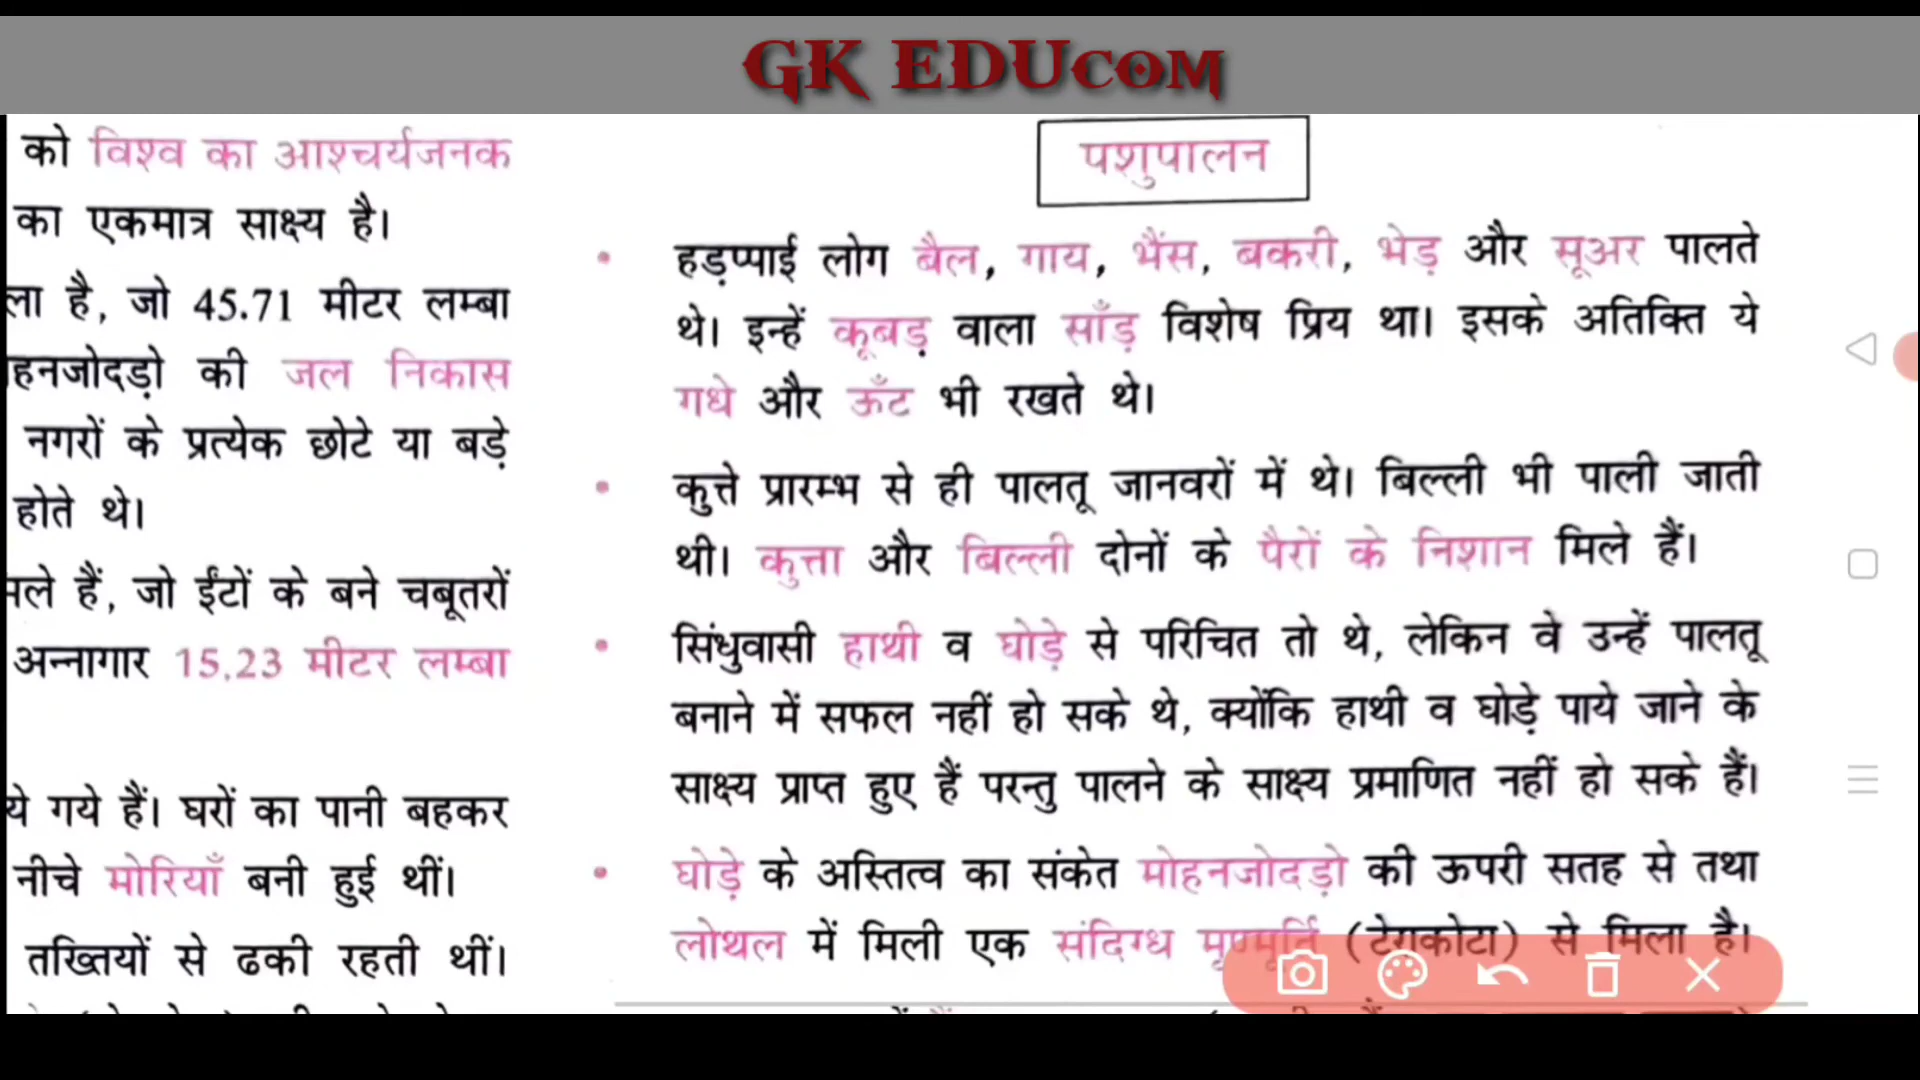 GK EDUCOM
को विश्व का आश्चर्यजनक
का एकमात्र साक्ष्य है।
ला है, जो 45.71 मीटर लम्बा
हनजोदड़ो की जल निकास
नगरों के प्रत्येक छोटे या बड़े
होते थे।
मले हैं, जो ईंटों के बने चबूतरों
अन्नागार 15.23 मीटर लम्बा
ये गये हैं। घरों का पानी बहकर
नीचे मोरियाँ बनी हुई थीं।
तख्तियों से ढकी रहती थीं।
पशुपालन
• हड़प्पाई लोग बैल, गाय, भैंस, बकरी, भेड़ और सूअर पालते
थे। इन्हें कूबड़ वाला साँड़ विशेष प्रिय था। इसके अतिक्ति ये
गधे और ऊँट भी रखते थे।
• कुत्ते प्रारम्भ से ही पालतू जानवरों में थे। बिल्ली भी पाली जाती
थी। कुत्ता और बिल्ली दोनों के पैरों के निशान मिले हैं।
• सिंधुवासी हाथी व घोड़े से परिचित तो थे, लेकिन वे उन्हें पालतू
बनाने में सफल नहीं हो सके थे, क्योंकि हाथी व घोड़े पाये जाने के
साक्ष्य प्राप्त हुए हैं परन्तु पालने के साक्ष्य प्रमाणित नहीं हो सके हैं।
• घोड़े के अस्तित्व का संकेत मोहनजोदड़ो की ऊपरी सतह से तथा
लोथल में मिली एक संदिग्ध मृण्मूर्ति (टेराकोटा) से मिला है।